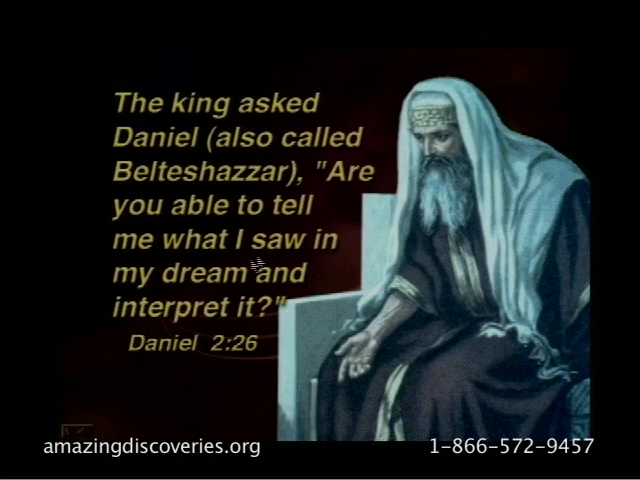 The king asked
Daniel (also called
Belteshazzar), "Are
you able to tell
me what I saw in
my dream and
interpret it?"
Daniel 2:26
amazingdiscoveries.org
1-866-572-9457